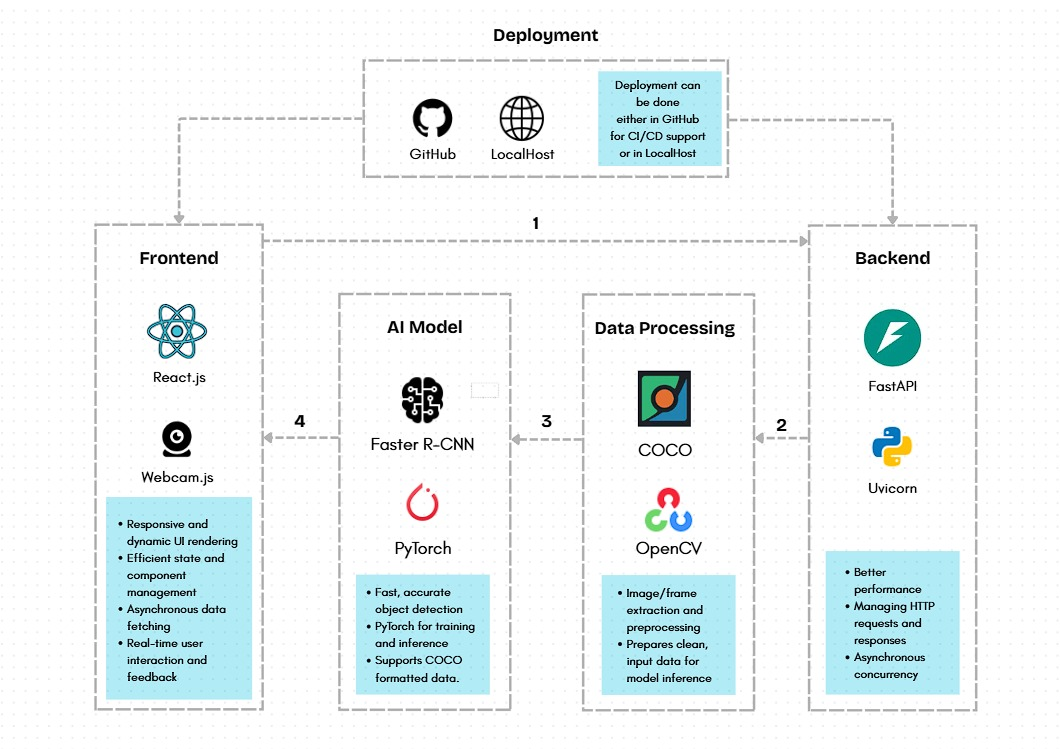 Deployment
GitHub
LocalHost
Deployment can
be done
either in GitHub
for CI/CD support
or in LocalHost
1
Frontend
React.js
Webcam.js
• Responsive and
dynamic UI rendering
• Efficient state and
component
management
• Asynchronous data
fetching
• Real-time user
interaction and
feedback
4
AI Model
Faster R-CNN
PyTorch
• Fast, accurate
object detection
• PyTorch for training
and inference
• Supports COCO
formatted data.
3
Data Processing
COCO
OpenCV
• Image/frame
extraction and
preprocessing
• Prepares clean,
input data for
model inference
2
Backend
FastAPI
Uvicorn
• Better
performance
• Managing HTTP
requests and
responses
• Asynchronous
concurrency